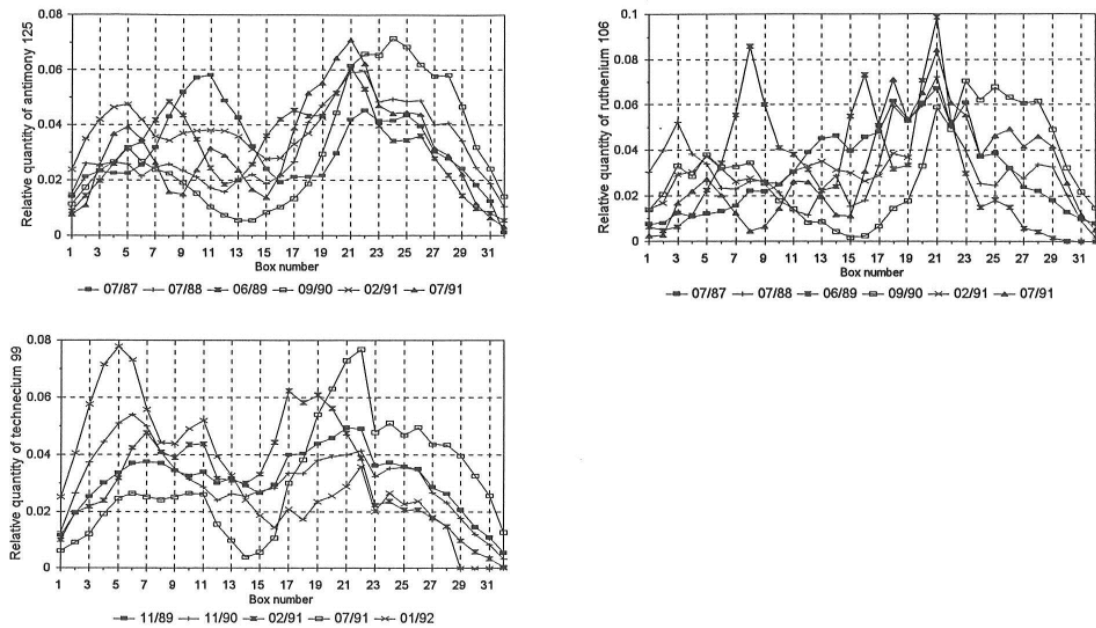 Relative quantity of antimony 125
0.08
0.06
0.04
0.02
0
1 3 5 7 9 11 13 15 17 19 21 23 25 27 29 31
Box number
07/87 07/88 06/89 09/90 02/91 07/91
Relative quantity of ruthenium 106
0.1
0.08
0.06
0.04
0.02
0
1 3 5 7 9 11 13 15 17 19 21 23 25 27 29 31
Box number
07/87 07/88 06/89 09/90 02/91 07/91
Relative quantity of technecium 99
0.08
0.06
0.04
0.02
0
1 3 5 7 9 11 13 15 17 19 21 23 25 27 29 31
Box number
11/89 11/90 02/91 07/91 01/92